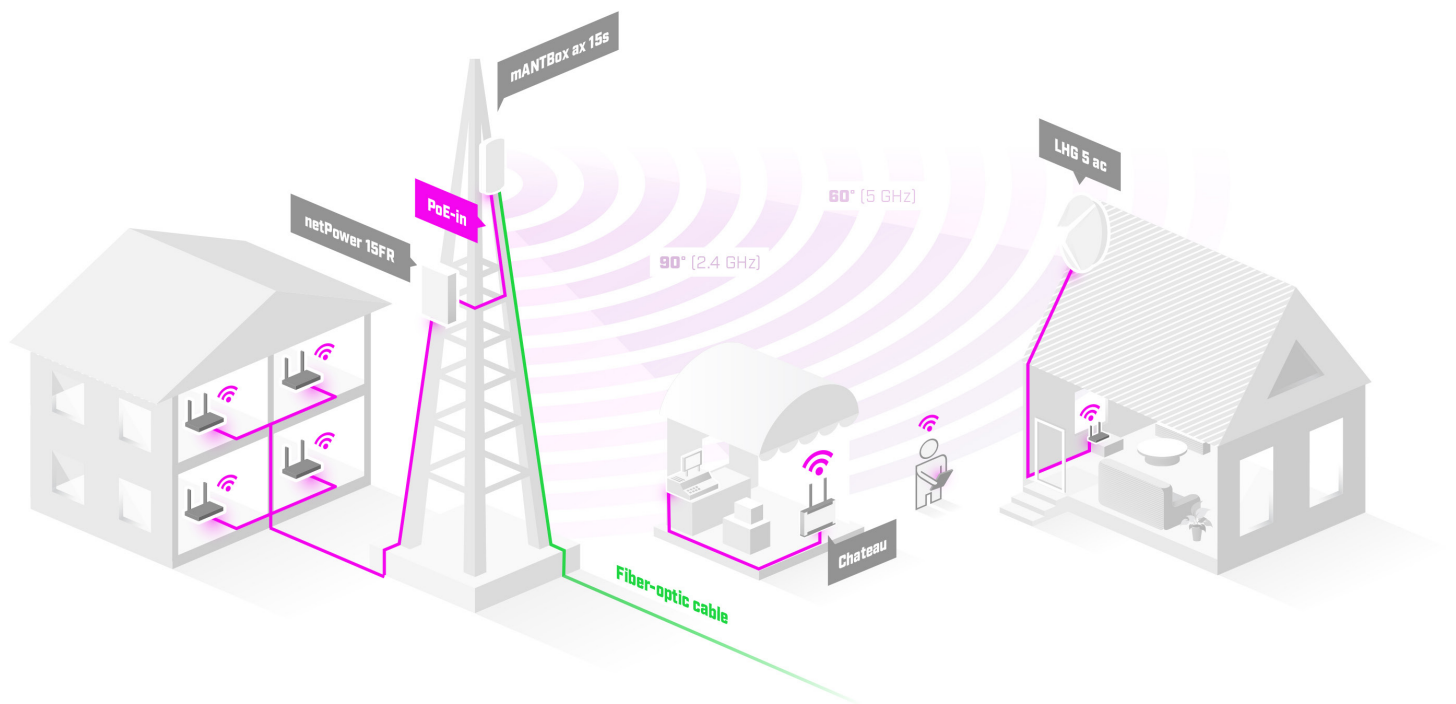 mANTBox ax 15s
LHG 5 ac
PoE-in
netPower 15FR
60° (5 GHz)
90° (2.4 GHz)
Chateau
Fiber-optic cable